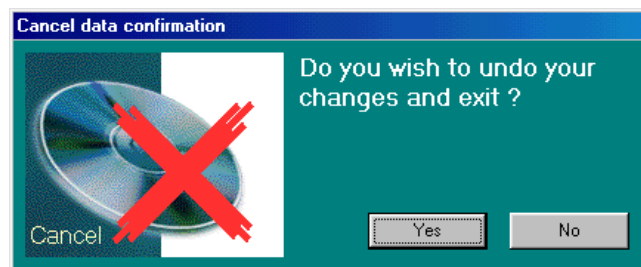 Cancel data confirmation
Do you wish to undo your
changes and exit ?
Cancel
Yes
No